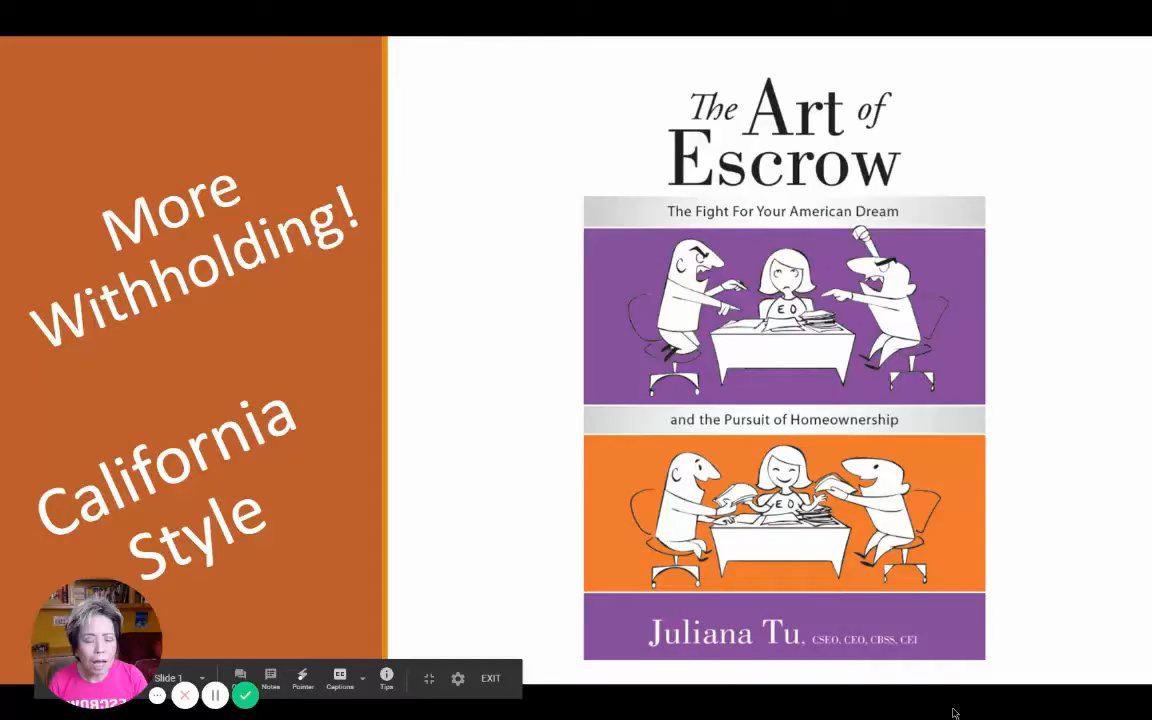 More
Withholding!
California
Style
The Art of
Escrow
The Fight For Your American Dream
E O
and the Pursuit of Homeownership
E O
Juliana Tu, CSEO, CEO, CBSS, CEI
Slide 1
Notes
Pointer
Captions
Tips
EXIT